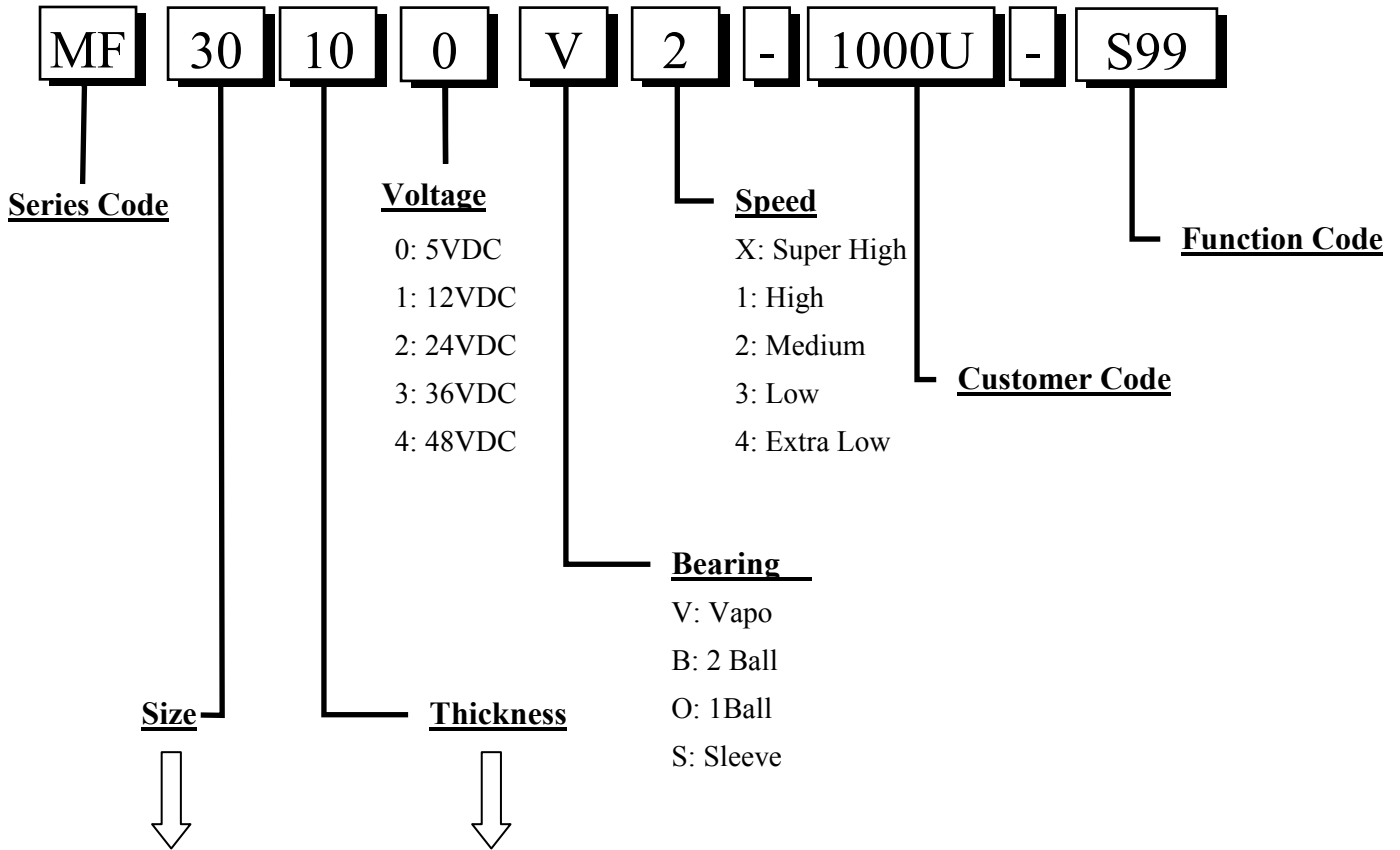 MF 30 10 0 V 2 - 1000U - S99
Series Code
Voltage
0: 5VDC
1: 12VDC
2: 24VDC
3: 36VDC
4: 48VDC
Speed
X: Super High
1: High
2: Medium
3: Low
4: Extra Low
Function Code
Customer Code
Bearing
V: Vapo
B: 2 Ball
O: 1Ball
S: Sleeve
Size
Thickness